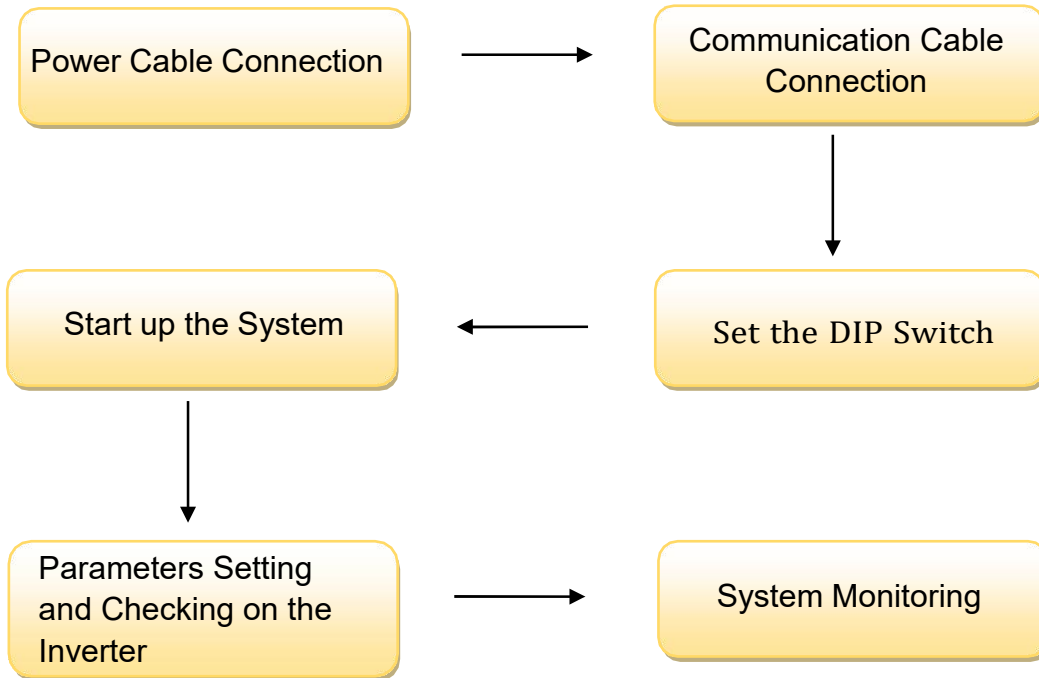 Power Cable Connection
Communication Cable
Connection
Set the DIP Switch
Start up the System
Parameters Setting
and Checking on the
Inverter
System Monitoring